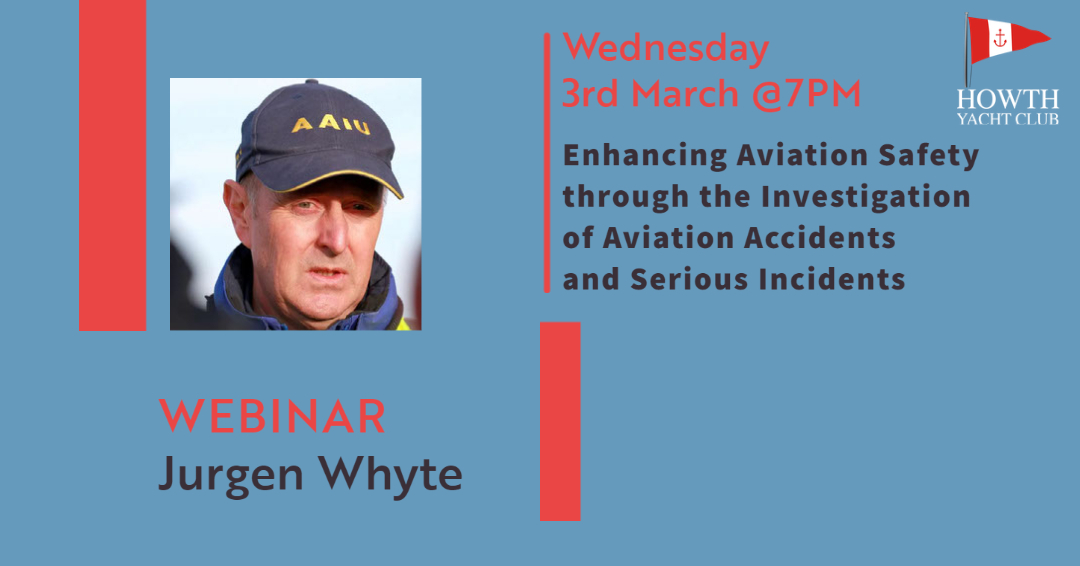 AAIU
WEBINAR
Jurgen Whyte
Wednesday
3rd March @7PM
Enhancing Aviation Safety
through the Investigation
of Aviation Accidents
and Serious Incidents
HOWTH
YACHT CLUB